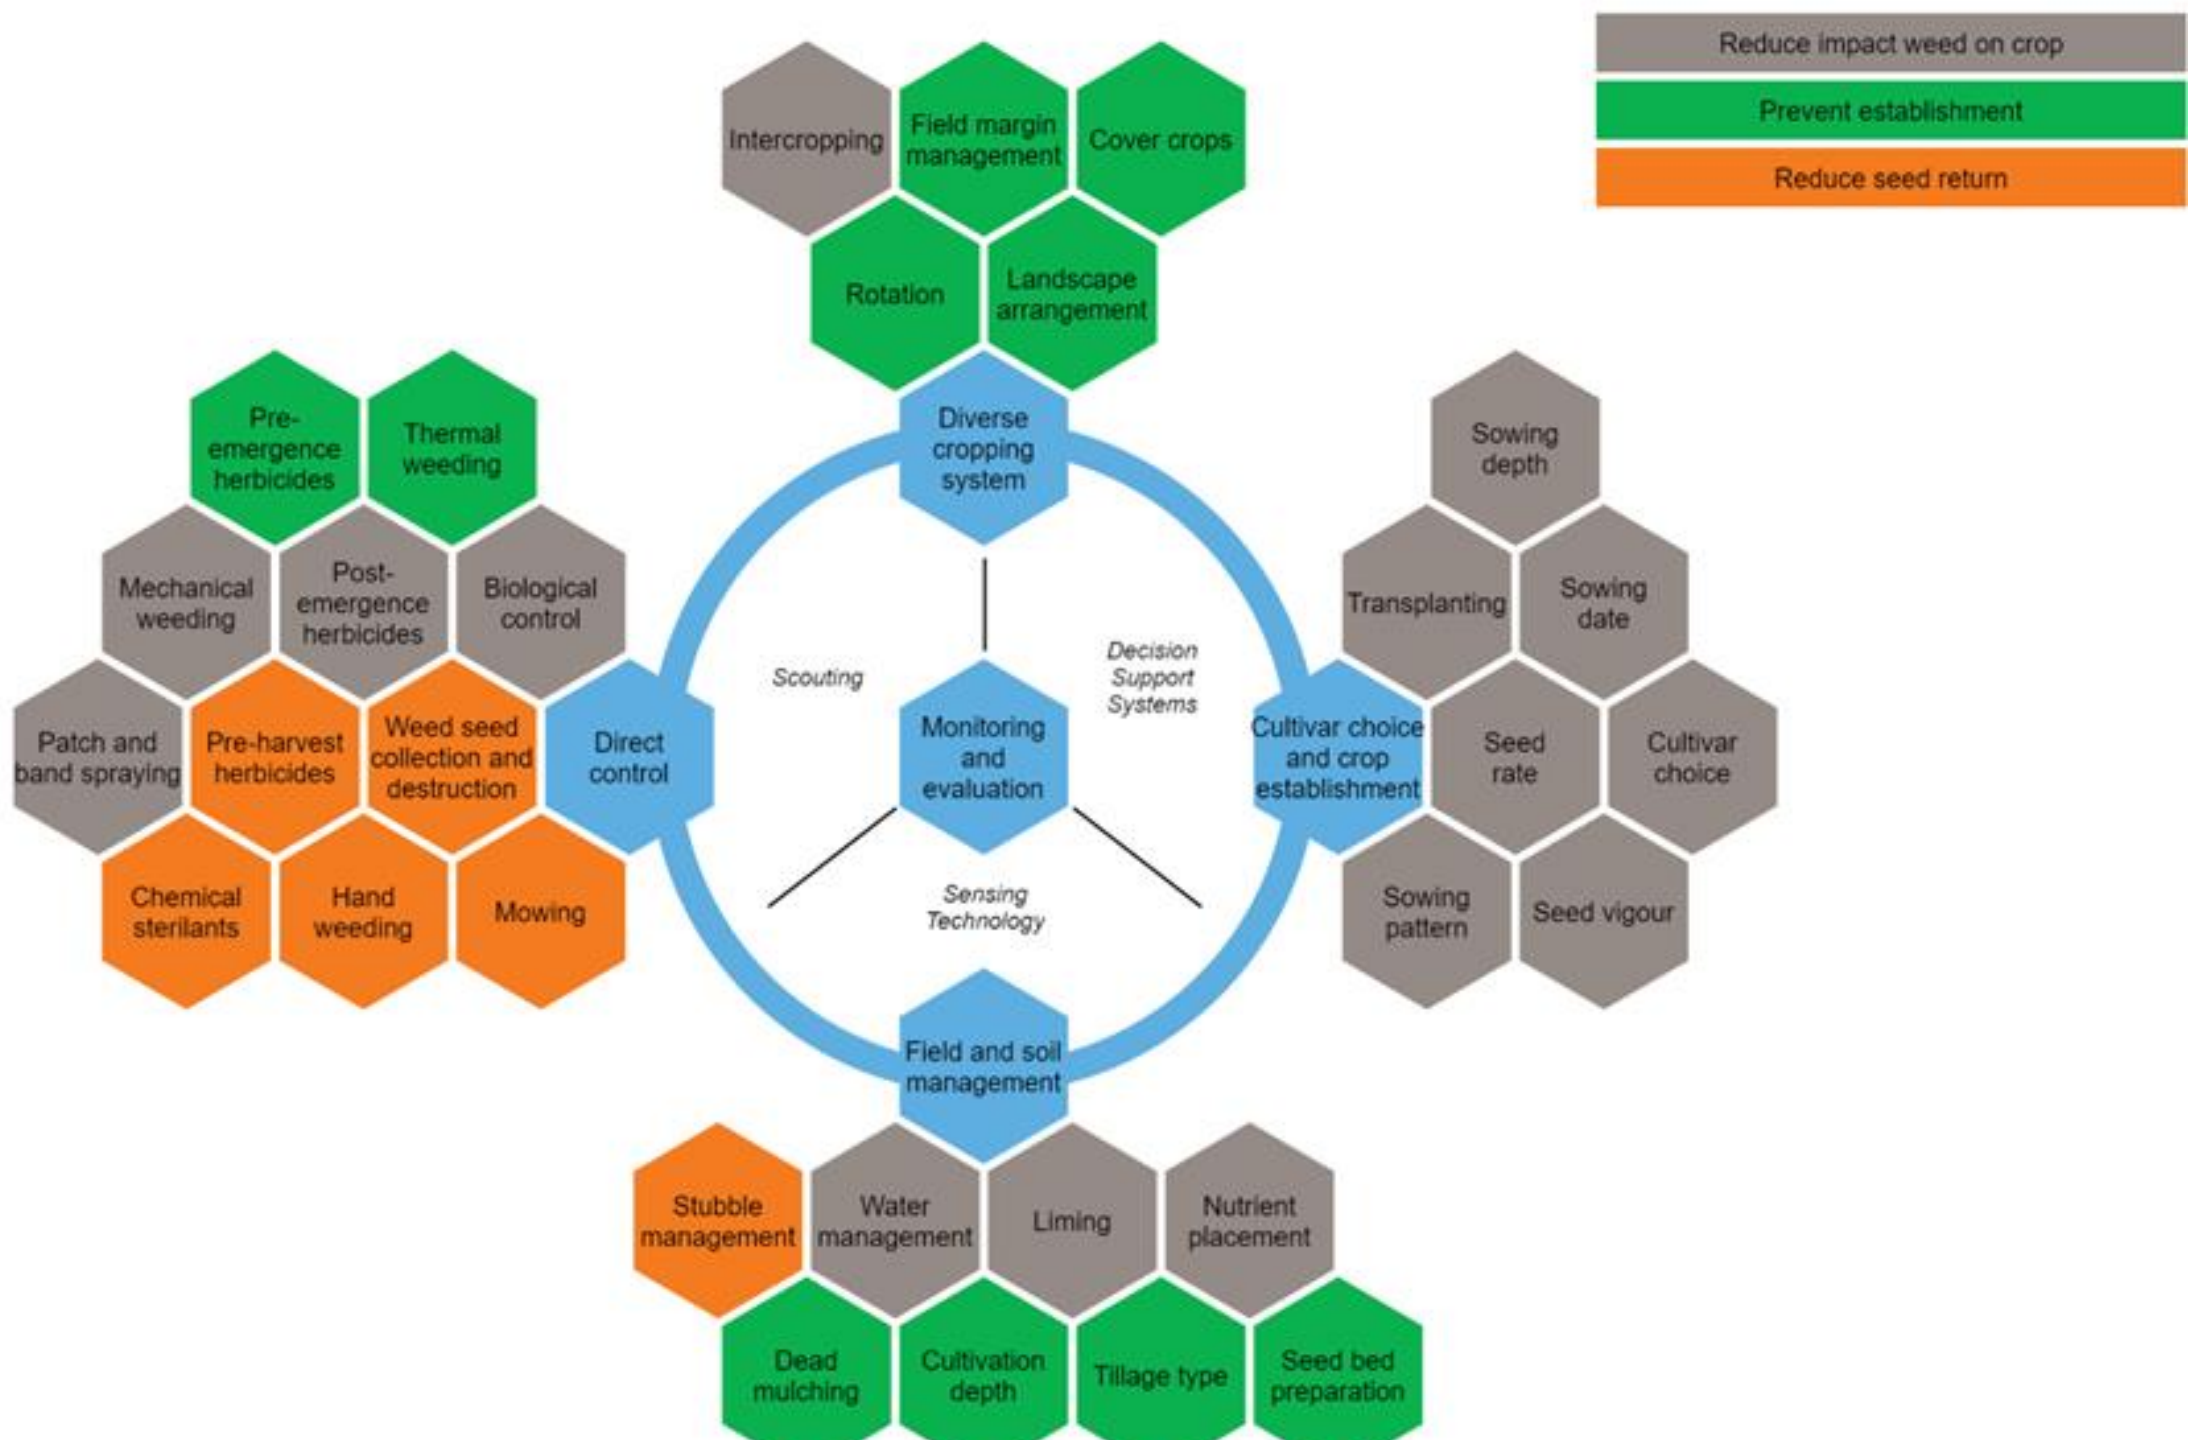 Reduce impact weed on crop
Prevent establishment
Reduce seed return
Intercropping
Field margin
management
Cover crops
Rotation
Landscape
arrangement
Diverse
cropping
system
Pre-
emergence
herbicides
Thermal
weeding
Mechanical
weeding
Post-
emergence
herbicides
Biological
control
Patch and
band spraying
Pre-harvest
herbicides
Weed seed
collection and
destruction
Direct
control
Chemical
sterilants
Hand
weeding
Mowing
Scouting
Decision
Support
Systems
Monitoring
and
evaluation
Sensing
Technology
Cultivar choice
and crop
establishment
Sowing
depth
Transplanting
Sowing
date
Seed
rate
Cultivar
choice
Sowing
pattern
Seed vigour
Field and soil
management
Stubble
management
Water
management
Liming
Nutrient
placement
Dead
mulching
Cultivation
depth
Tillage type
Seed bed
preparation